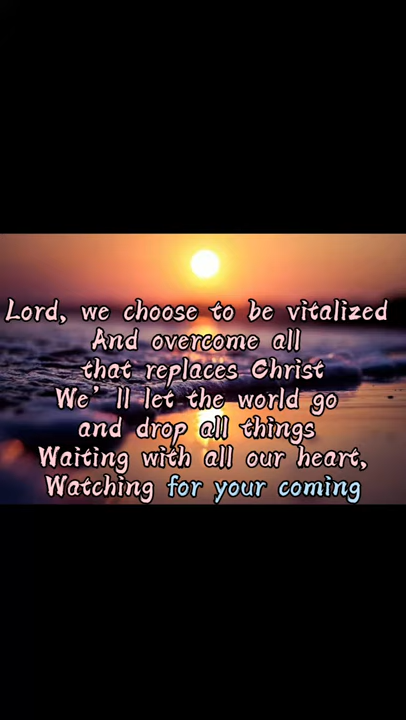 Lord, we choose to be vitalized
And overcome all
that replaces Christ
We' ll let the world go
and drop all things
Waiting with all our heart,
Watching for your coming